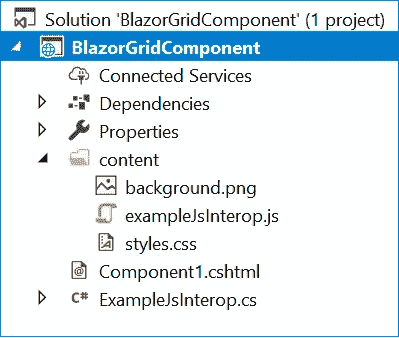 Solution 'BlazorGridComponent' (1 project)
BlazorGridComponent
Connected Services
Dependencies
Properties
content
background.png
exampleJsInterop.js
styles.css
Component1.cshtml
C# ExampleJsInterop.cs